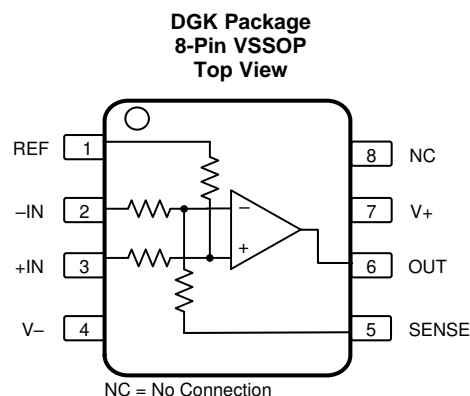 DGK Package
8-Pin VSSOP
Top View
REF 1
8 NC
–IN 2
7 V+
+IN 3
6 OUT
V– 4
5 SENSE
–
+
NC = No Connection